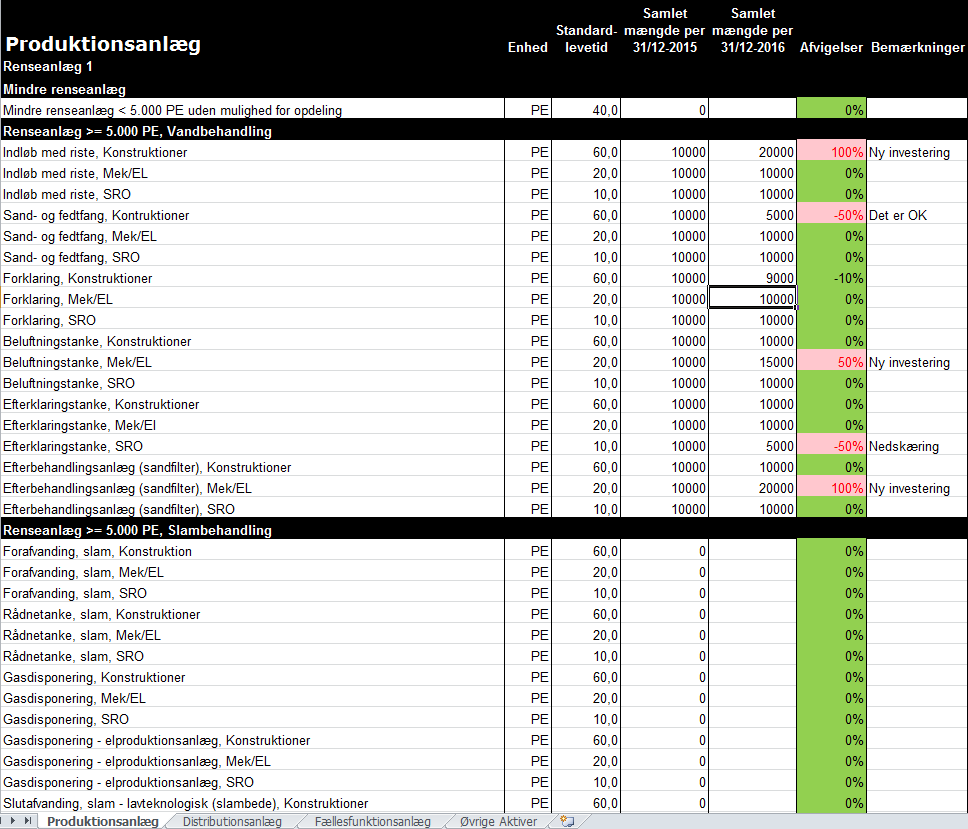 Samlet Samlet
Standard- mængde per mængde per
Produktionsanlæg Enhed levetid 31/12-2015 31/12-2016 Afvigelser Bemærkninger
Renseanlæg 1
Mindre renseanlæg
Mindre renseanlæg < 5.000 PE uden mulighed for opdeling PE 40,0 0 0%
Renseanlæg >= 5.000 PE, Vandbehandling
Indløb med riste, Konstruktioner PE 60,0 10000 20000 100% Ny investering
Indløb med riste, Mek/EL PE 20,0 10000 10000 0%
Indløb med riste, SRO PE 10,0 10000 10000 0%
Sand- og fedtfang, Kontruktioner PE 60,0 10000 5000 -50% Det er OK
Sand- og fedtfang, Mek/EL PE 20,0 10000 10000 0%
Sand- og fedtfang, SRO PE 10,0 10000 10000 0%
Forklaring, Konstruktioner PE 60,0 10000 9000 -10%
Forklaring, Mek/EL PE 20,0 10000 10000 0%
Forklaring, SRO PE 10,0 10000 10000 0%
Beluftningstanke, Konstruktioner PE 60,0 10000 10000 0%
Beluftningstanke, Mek/EL PE 20,0 10000 15000 50% Ny investering
Beluftningstanke, SRO PE 10,0 10000 10000 0%
Efterklaringstanke, Konstruktioner PE 60,0 10000 10000 0%
Efterklaringstanke, Mek/El PE 20,0 10000 10000 0%
Efterklaringstanke, SRO PE 10,0 10000 5000 -50% Nedskæring
Efterbehandlingsanlæg (sandfilter), Konstruktioner PE 60,0 10000 10000 0%
Efterbehandlingsanlæg (sandfilter), Mek/EL PE 20,0 10000 20000 100% Ny investering
Efterbehandlingsanlæg (sandfilter), SRO PE 10,0 10000 10000 0%
Renseanlæg >= 5.000 PE, Slambehandling
Forafvanding, slam, Konstruktion PE 60,0 0 0%
Forafvanding, slam, Mek/EL PE 20,0 0 0%
Forafvanding, slam, SRO PE 10,0 0 0%
Rådnetanke, slam, Konstruktioner PE 60,0 0 0%
Rådnetanke, slam, Mek/EL PE 20,0 0 0%
Rådnetanke, slam, SRO PE 10,0 0 0%
Gasdisponering, Konstruktioner PE 60,0 0 0%
Gasdisponering, Mek/EL PE 20,0 0 0%
Gasdisponering, SRO PE 10,0 0 0%
Gasdisponering - elproduktionsanlæg, Konstruktioner PE 60,0 0 0%
Gasdisponering - elproduktionsanlæg, Mek/EL PE 20,0 0 0%
Gasdisponering - elproduktionsanlæg, SRO PE 10,0 0 0%
Slutafvanding, slam - lavteknologisk (slambede), Konstruktioner PE 60,0 0 0%
Produktionsanlæg Distributionsanlæg Fællesfunktionsanlæg Øvrige Aktiver